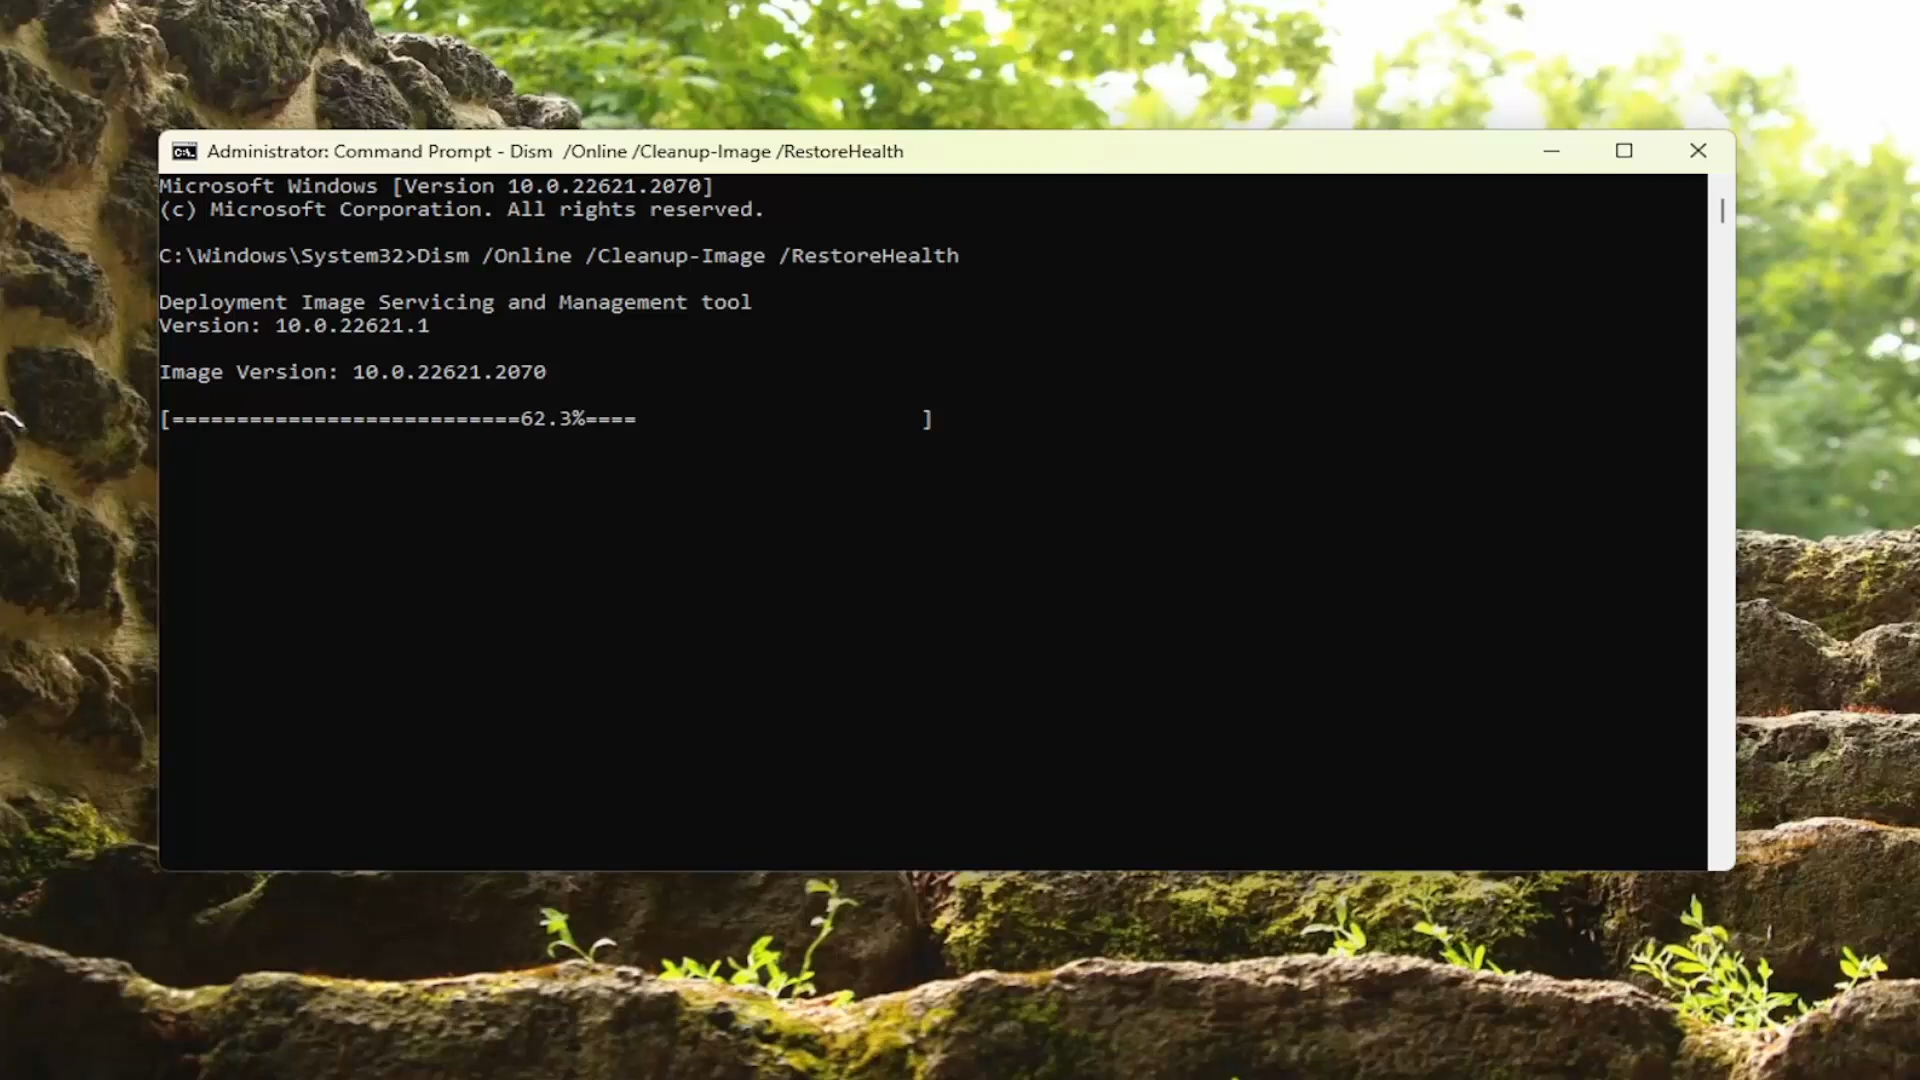 Administrator: Command Prompt - Dism  /Online /Cleanup-Image /RestoreHealth
Microsoft Windows [Version 10.0.22621.2070]
(c) Microsoft Corporation. All rights reserved.
C:\Windows\System32>Dism /Online /Cleanup-Image /RestoreHealth
Deployment Image Servicing and Management tool
Version: 10.0.22621.1
Image Version: 10.0.22621.2070
[===========================62.3%====                       ]